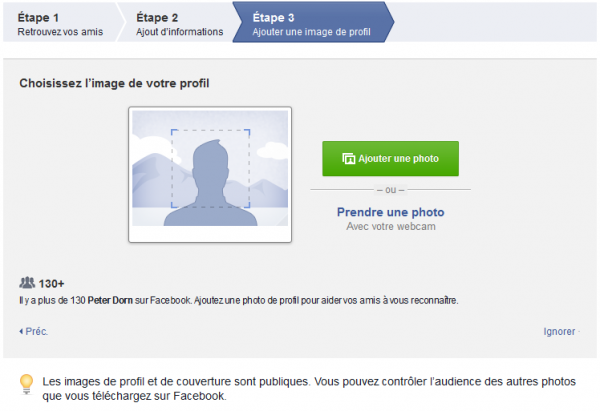 Étape 1
Retrouvez vos amis
Étape 2
Ajout d'informations
Étape 3
Ajouter une image de profil
Choisissez l'image de votre profil
Ajouter une photo
– ou –
Prendre une photo
Avec votre webcam
130+
Il y a plus de 130 Peter Dorn sur Facebook. Ajoutez une photo de profil pour aider vos amis à vous reconnaître.
Préc.
Ignorer ·
Les images de profil et de couverture sont publiques. Vous pouvez contrôler l'audience des autres photos
que vous téléchargez sur Facebook.